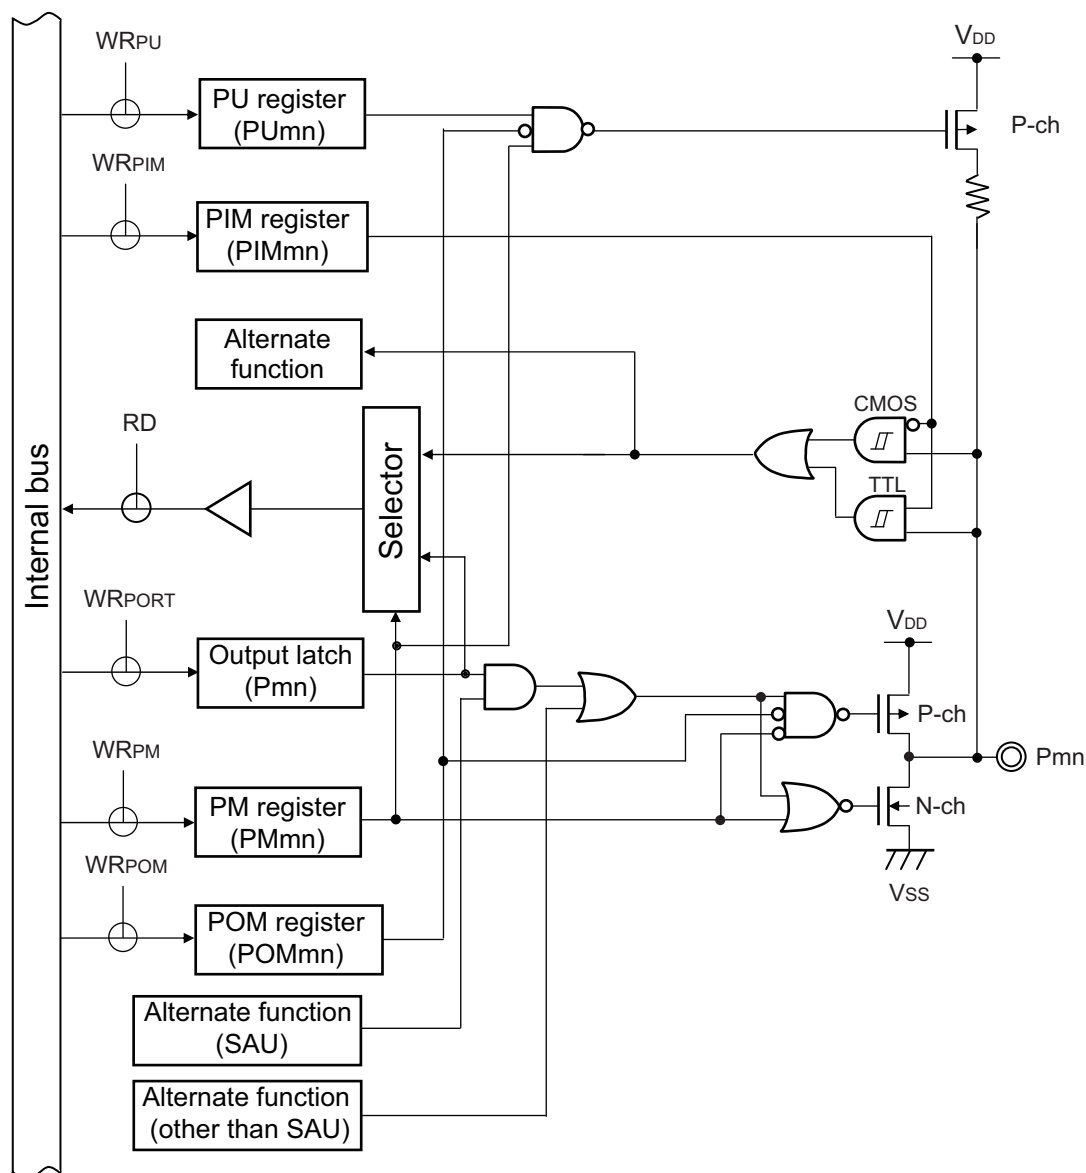 WRPU
VDD
PU register
(PUmn)
P-ch
WRPIM
PIM register
(PIMmn)
Alternate
function
CMOS
RD
TTL
Selector
Internal bus
WRPORT
VDD
Output latch
(Pmn)
P-ch
Pmn
WRPM
PM register
(PMmn)
N-ch
WRPOM
VSS
POM register
(POMmn)
Alternate function
(SAU)
Alternate function
(other than SAU)